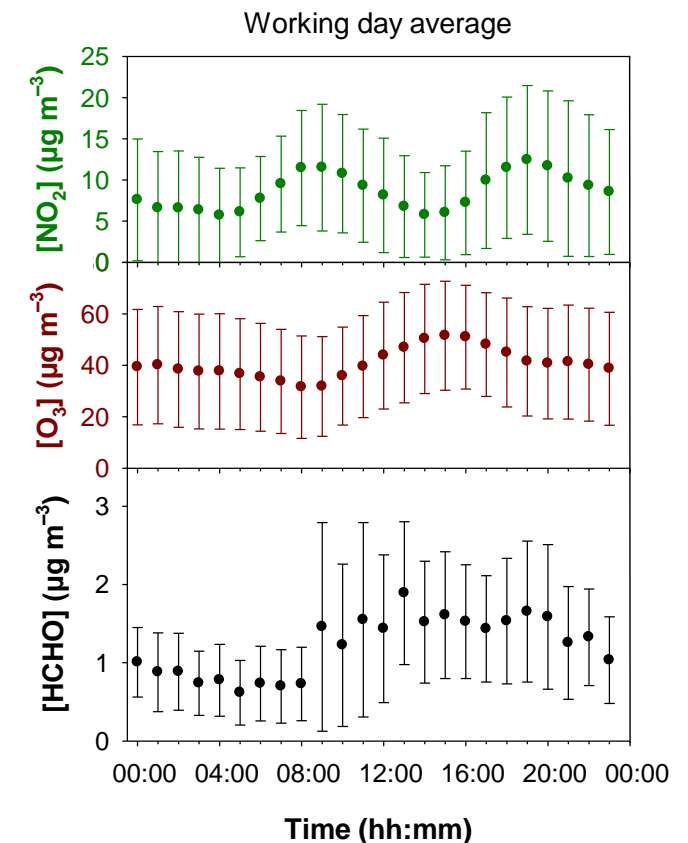 Working day average
[NO₂] (µg m⁻³)
25
20
15
10
5
0
[O₃] (µg m⁻³)
60
40
20
0
[HCHO] (µg m⁻³)
3
2
1
0
00:00 04:00 08:00 12:00 16:00 20:00 00:00
Time (hh:mm)